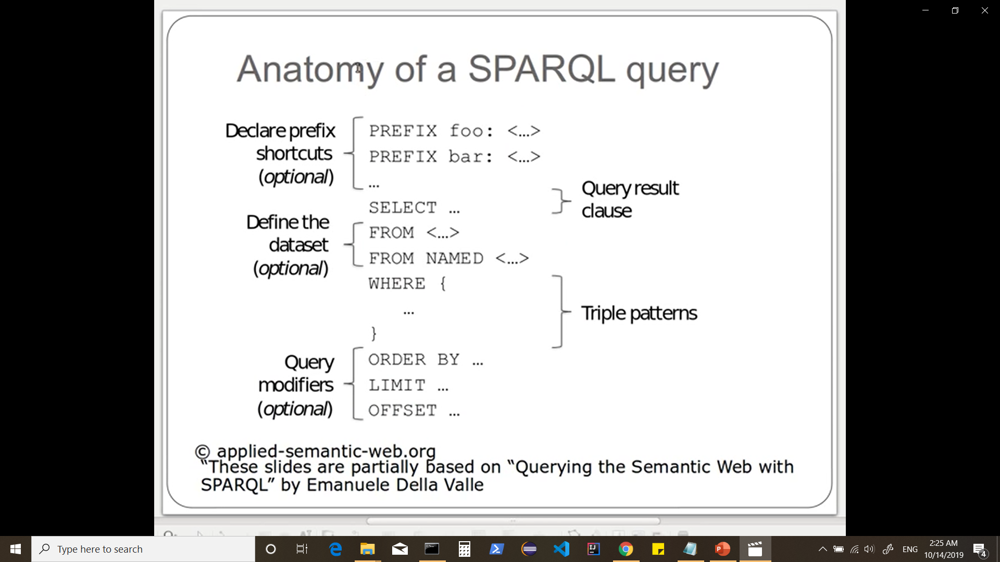 Anatomy of a SPARQL query
Declare prefix
shortcuts
(optional)
PREFIX foo: <...>
PREFIX bar: <...>
...
SELECT ...
Query result
clause
Define the
dataset
(optional)
FROM <...>
FROM NAMED <...>
WHERE {
...
}
Triple patterns
Query
modifiers
(optional)
ORDER BY ...
LIMIT ...
OFFSET ...
© applied-semantic-web.org
“These slides are partially based on “Querying the Semantic Web with
SPARQL” by Emanuele Della Valle
Type here to search
ENG
2:25 AM
10/14/2019
4